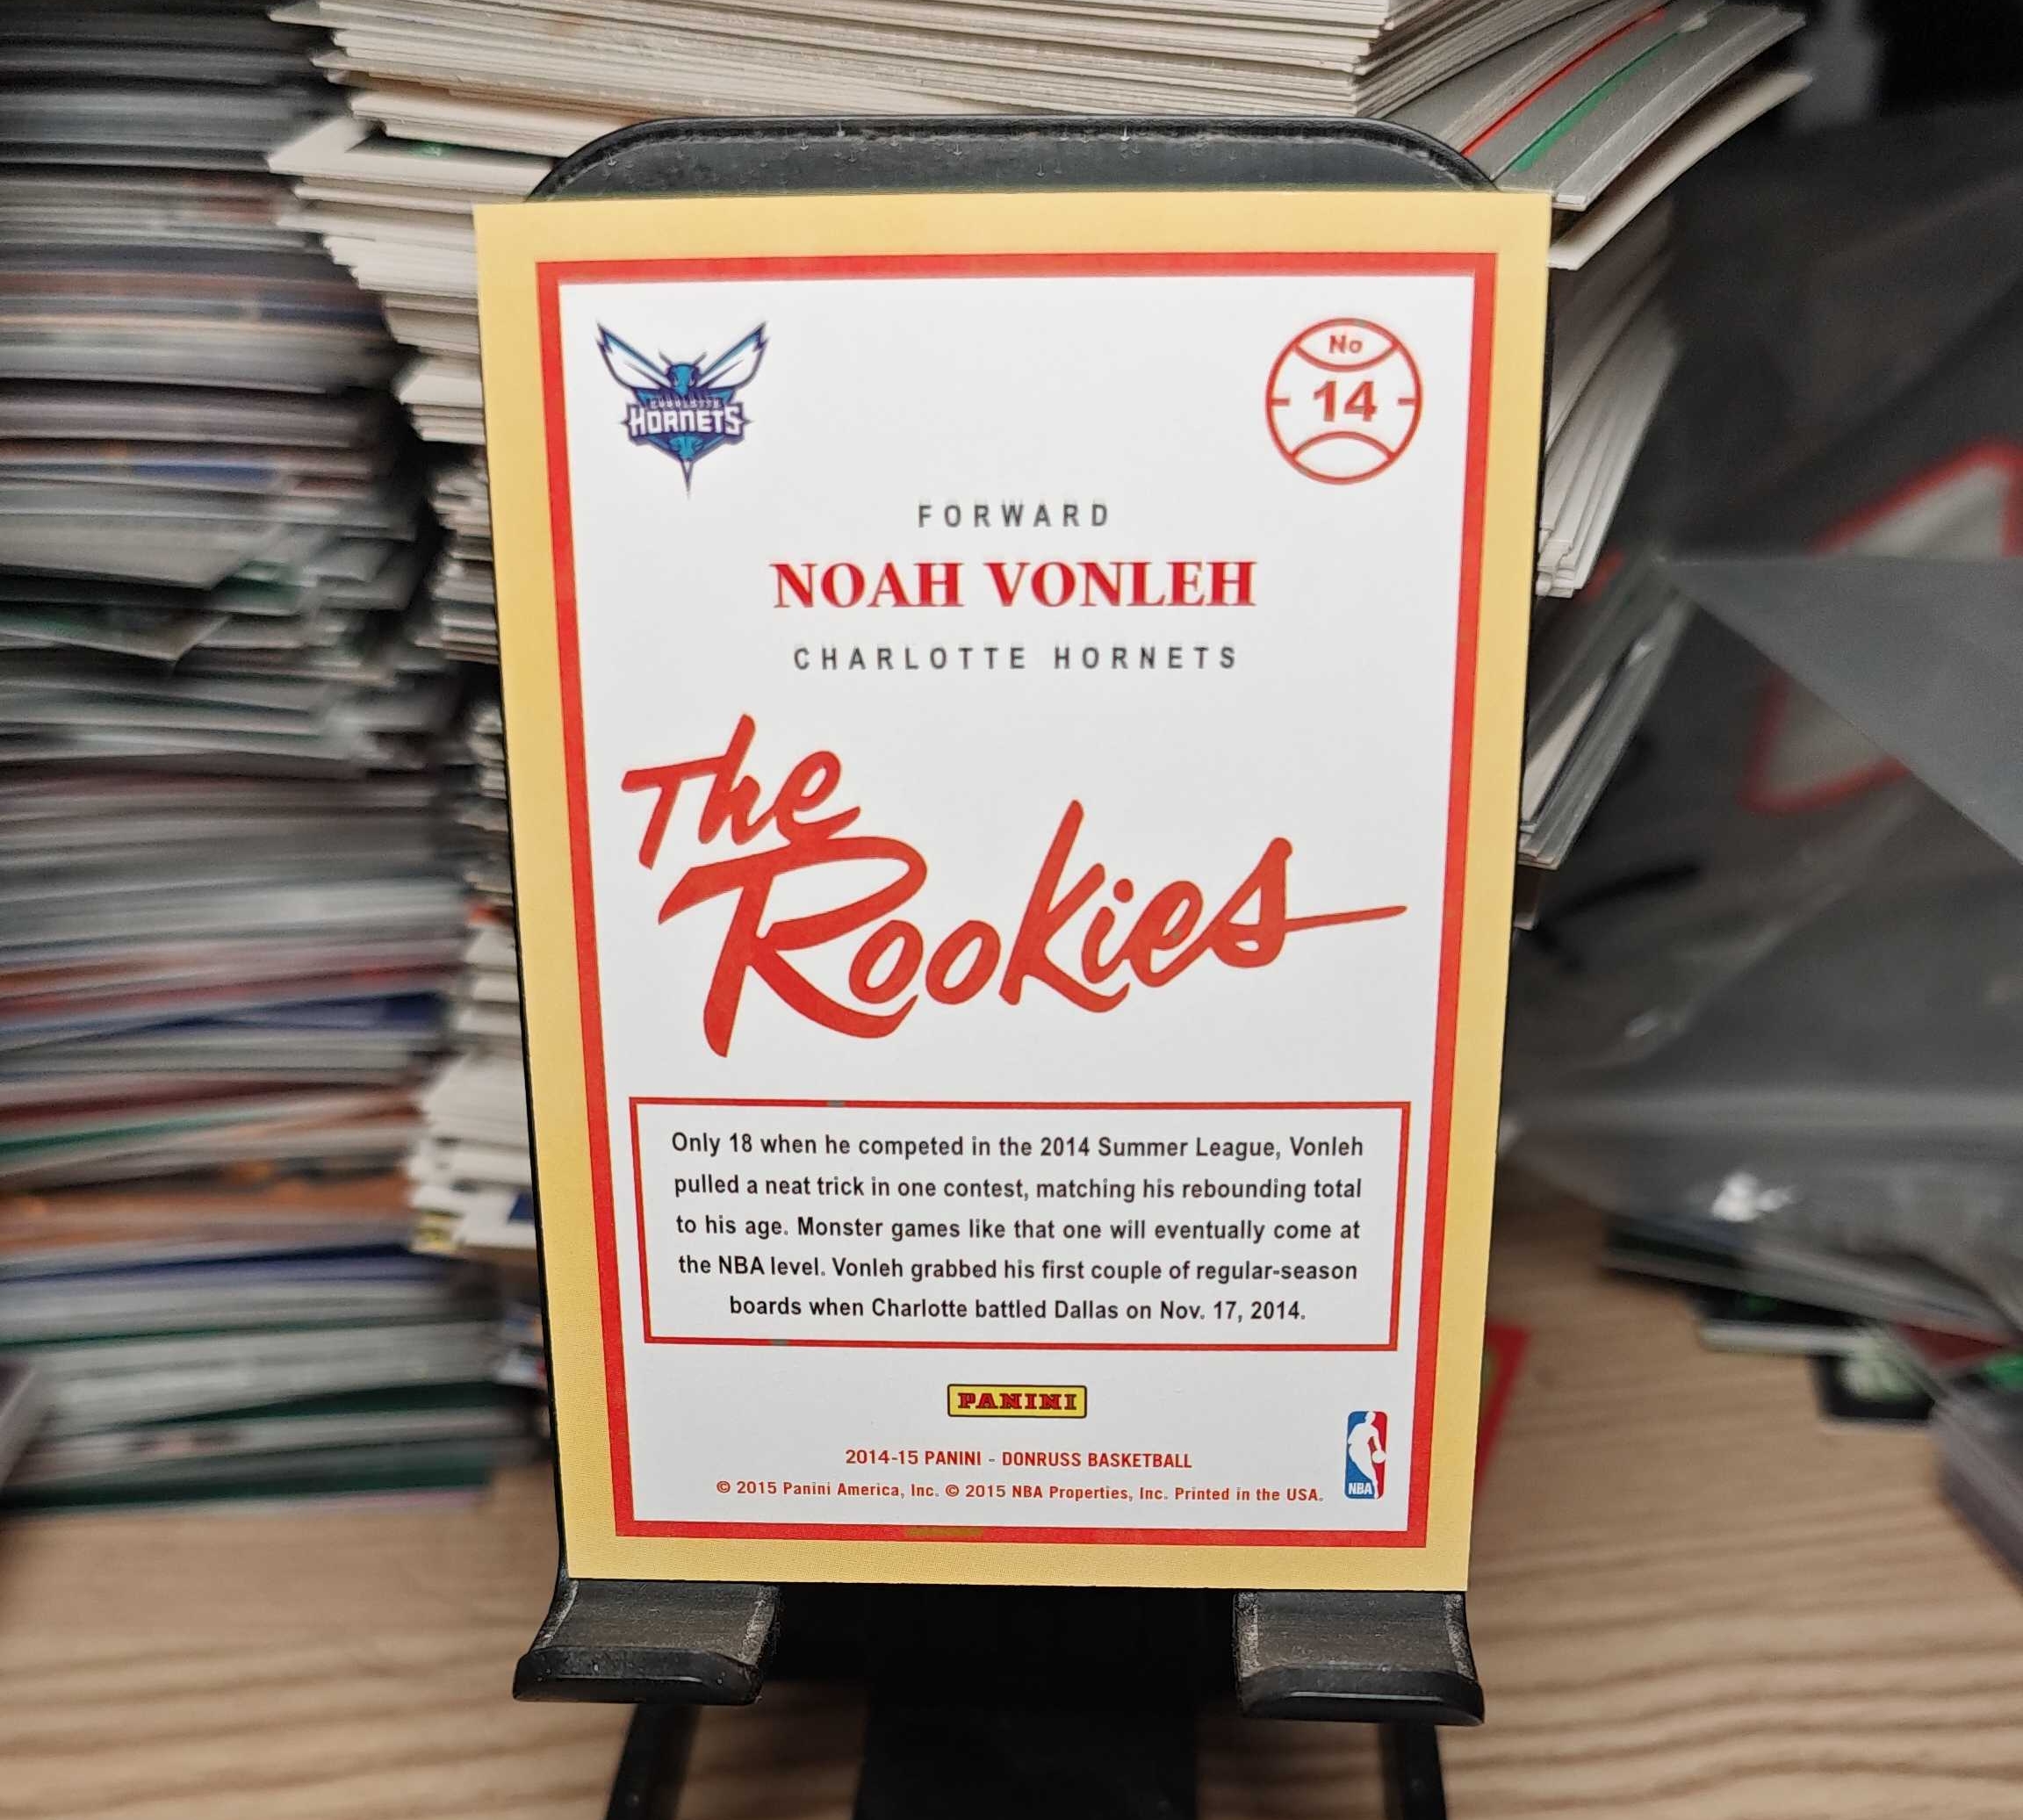 CHARLOTTE
HORNETS
No
14
FORWARD
NOAH VONLEH
CHARLOTTE HORNETS
The
Rookies
Only 18 when he competed in the 2014 Summer League, Vonleh
pulled a neat trick in one contest, matching his rebounding total
to his age. Monster games like that one will eventually come at
the NBA level. Vonleh grabbed his first couple of regular-season
boards when Charlotte battled Dallas on Nov. 17, 2014.
PANINI
2014-15 PANINI - DONRUSS BASKETBALL
© 2015 Panini America, Inc. © 2015 NBA Properties, Inc. Printed in the USA.
NBA